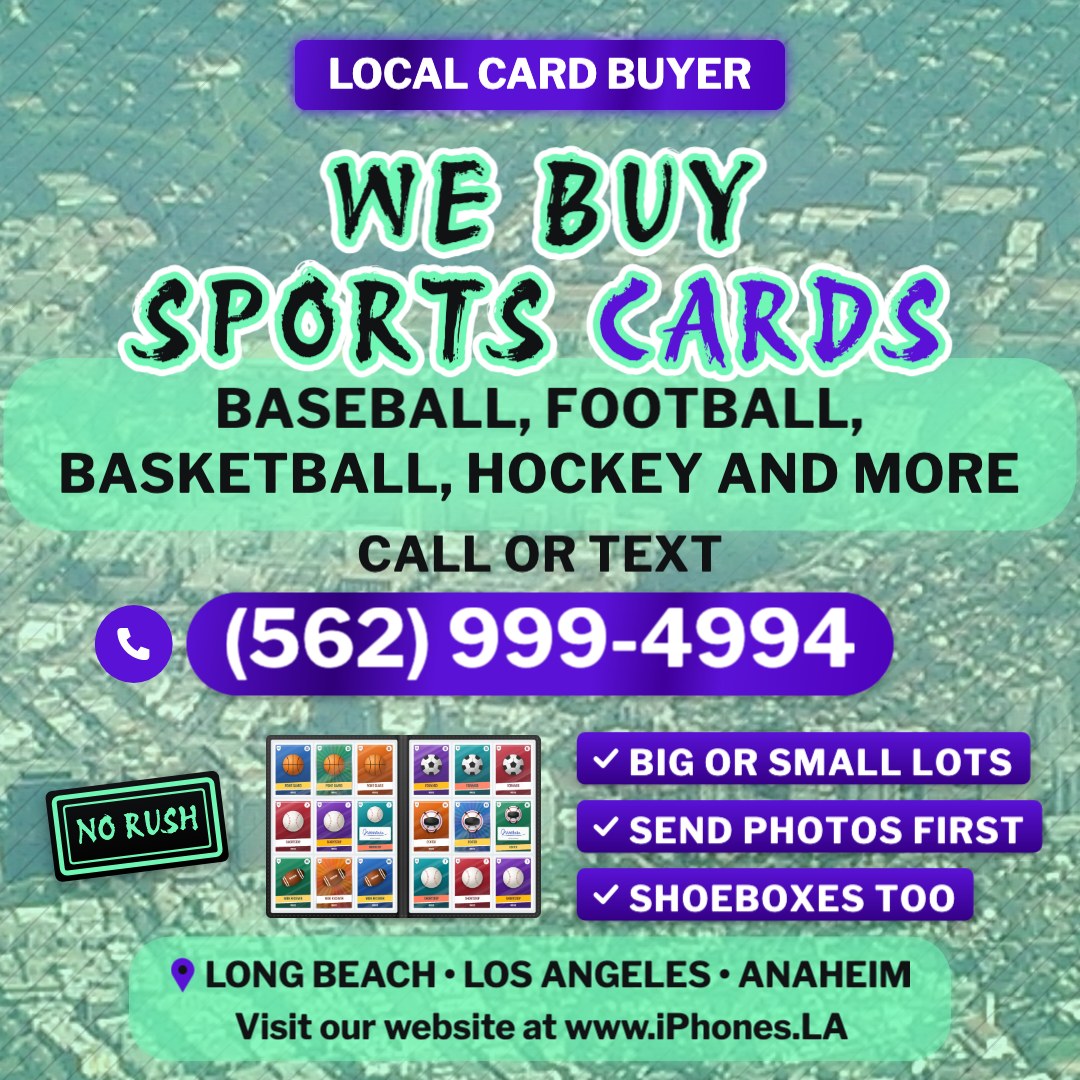 LOCAL CARD BUYER
WE BUY
SPORTS CARDS
BASEBALL, FOOTBALL,
BASKETBALL, HOCKEY AND MORE
CALL OR TEXT
(562) 999-4994
NO RUSH
BIG OR SMALL LOTS
SEND PHOTOS FIRST
SHOEBOXES TOO
LONG BEACH • LOS ANGELES • ANAHEIM
Visit our website at www.iPhones.LA